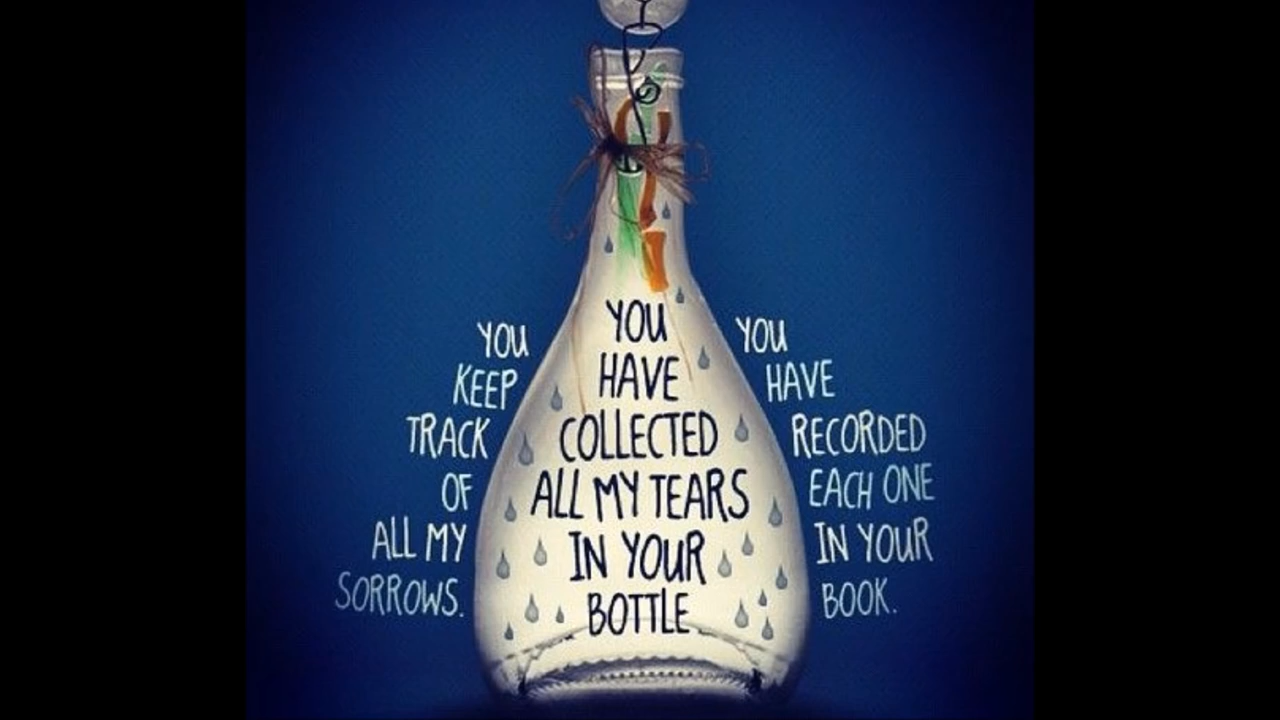 YOU
KEEP
TRACK
OF
ALL MY
SORROWS.
YOU
HAVE
COLLECTED
ALL MY TEARS
IN YOUR
BOTTLE.
YOU
HAVE
RECORDED
EACH ONE
IN YOUR
BOOK.